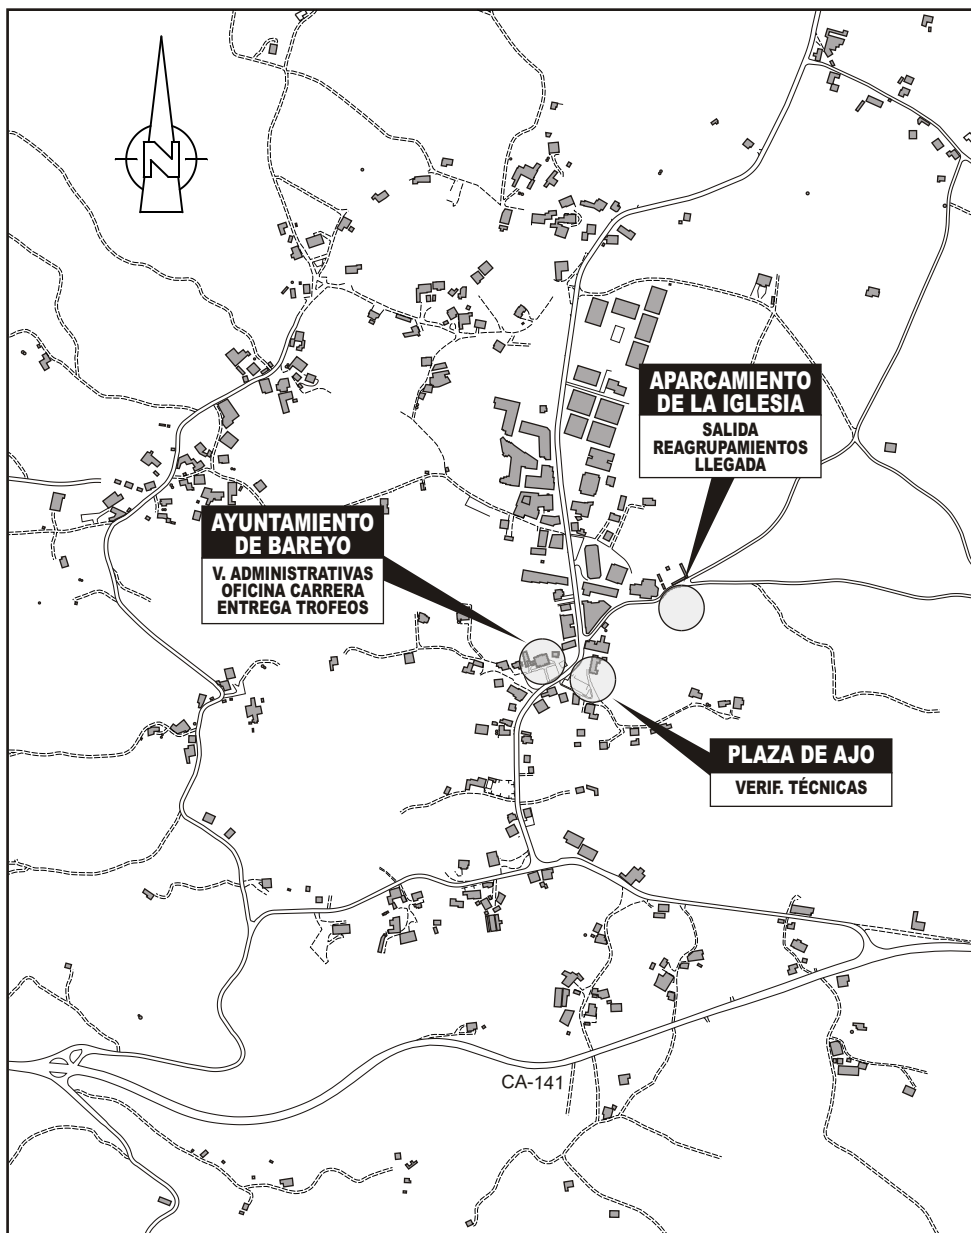 N
APARCAMIENTO
DE LA IGLESIA
SALIDA
REAGRUPAMIENTOS
LLEGADA
AYUNTAMIENTO
DE BAREYO
V. ADMINISTRATIVAS
OFICINA CARRERA
ENTREGA TROFEOS
PLAZA DE AJO
VERIF. TÉCNICAS
CA-141